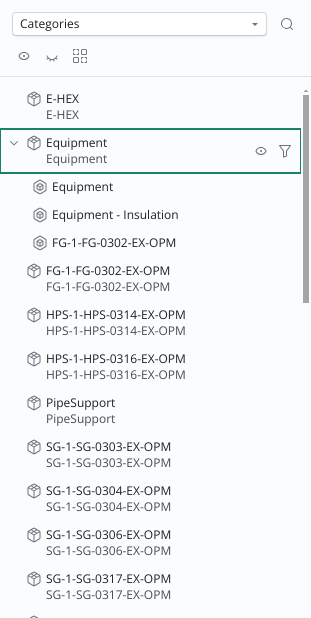 Categories
E-HEX
E-HEX
Equipment
Equipment
Equipment
Equipment - Insulation
FG-1-FG-0302-EX-OPM
FG-1-FG-0302-EX-OPM
FG-1-FG-0302-EX-OPM
HPS-1-HPS-0314-EX-OPM
HPS-1-HPS-0314-EX-OPM
HPS-1-HPS-0316-EX-OPM
HPS-1-HPS-0316-EX-OPM
PipeSupport
PipeSupport
SG-1-SG-0303-EX-OPM
SG-1-SG-0303-EX-OPM
SG-1-SG-0304-EX-OPM
SG-1-SG-0304-EX-OPM
SG-1-SG-0306-EX-OPM
SG-1-SG-0306-EX-OPM
SG-1-SG-0317-EX-OPM
SG-1-SG-0317-EX-OPM